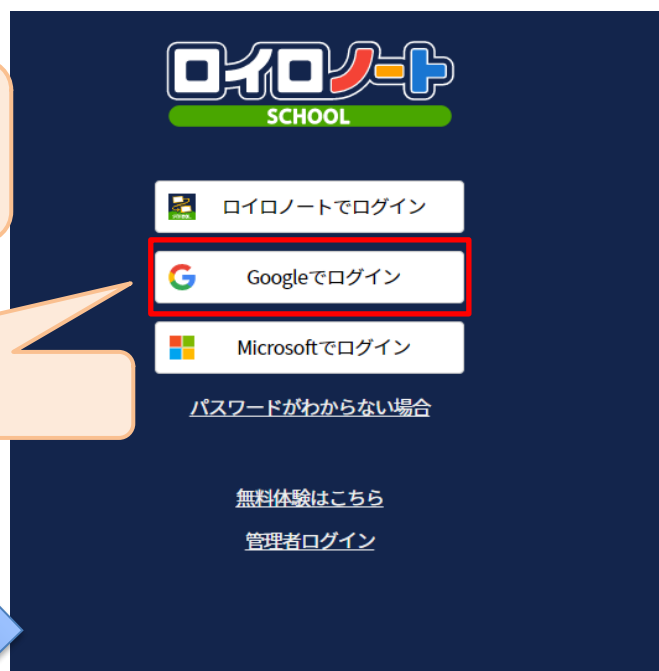 ロイロノート
SCHOOL
ロイロノートでログイン
Googleでログイン
Microsoftでログイン
パスワードがわからない場合
無料体験はこちら
管理者ログイン